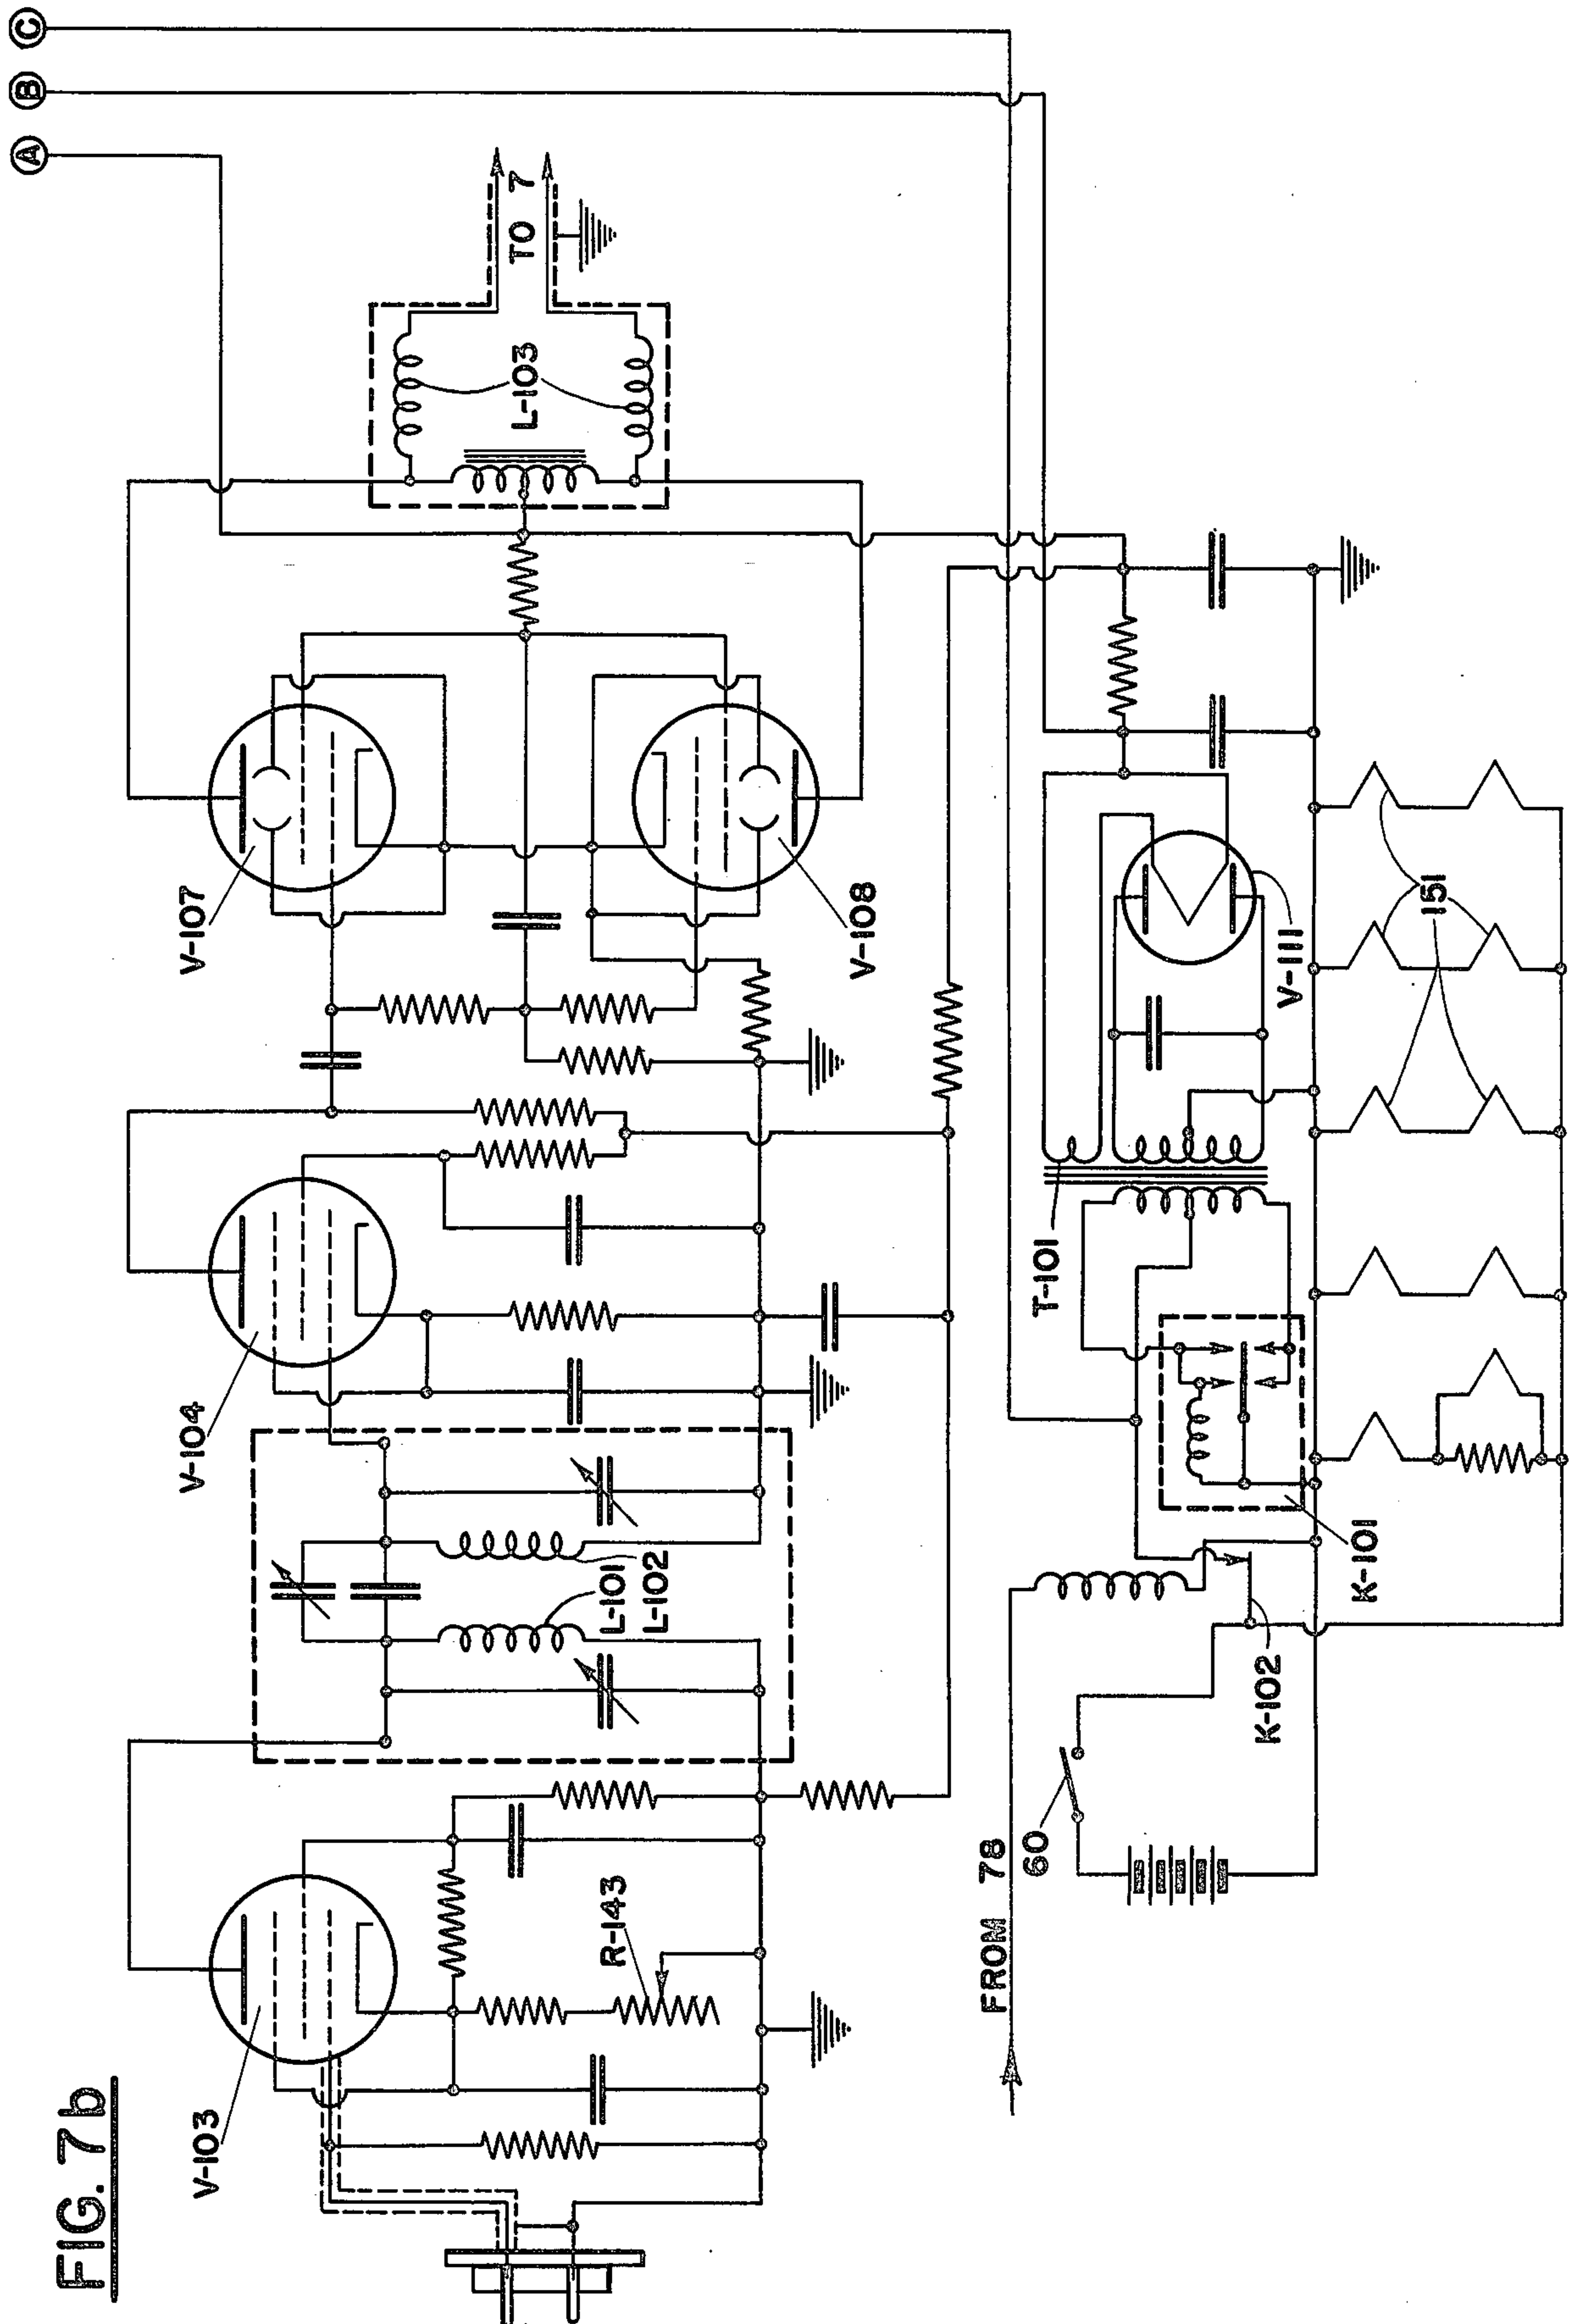 FIG. 7b
V-103
R-143
L-101
L-102
V-104
V-107
V-108
L-103
TO 7
A
B
C
FROM 78
60
K-102
K-101
T-101
V-111
151